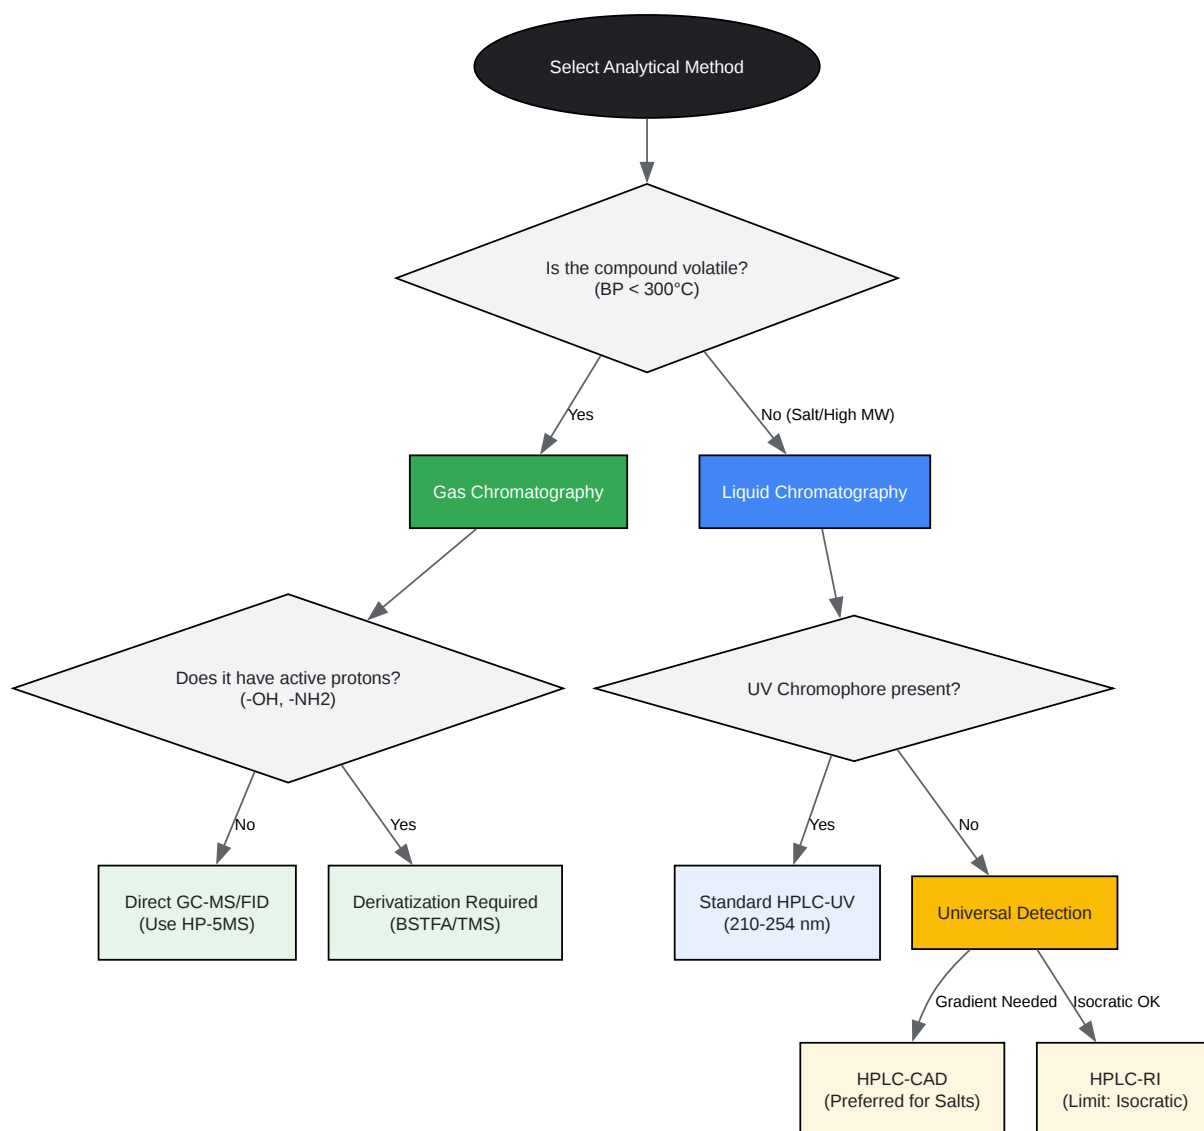 Select Analytical Method
Is the compound volatile?
(BP < 300°C)
Yes
No (Salt/High MW)
Gas Chromatography
Liquid Chromatography
Does it have active protons?
(-OH, -NH2)
UV Chromophore present?
No
Yes
Yes
No
Direct GC-MS/FID
(Use HP-5MS)
Derivatization Required
(BSTFA/TMS)
Standard HPLC-UV
(210-254 nm)
Universal Detection
Gradient Needed
Isocratic OK
HPLC-CAD
(Preferred for Salts)
HPLC-RI
(Limit: Isocratic)